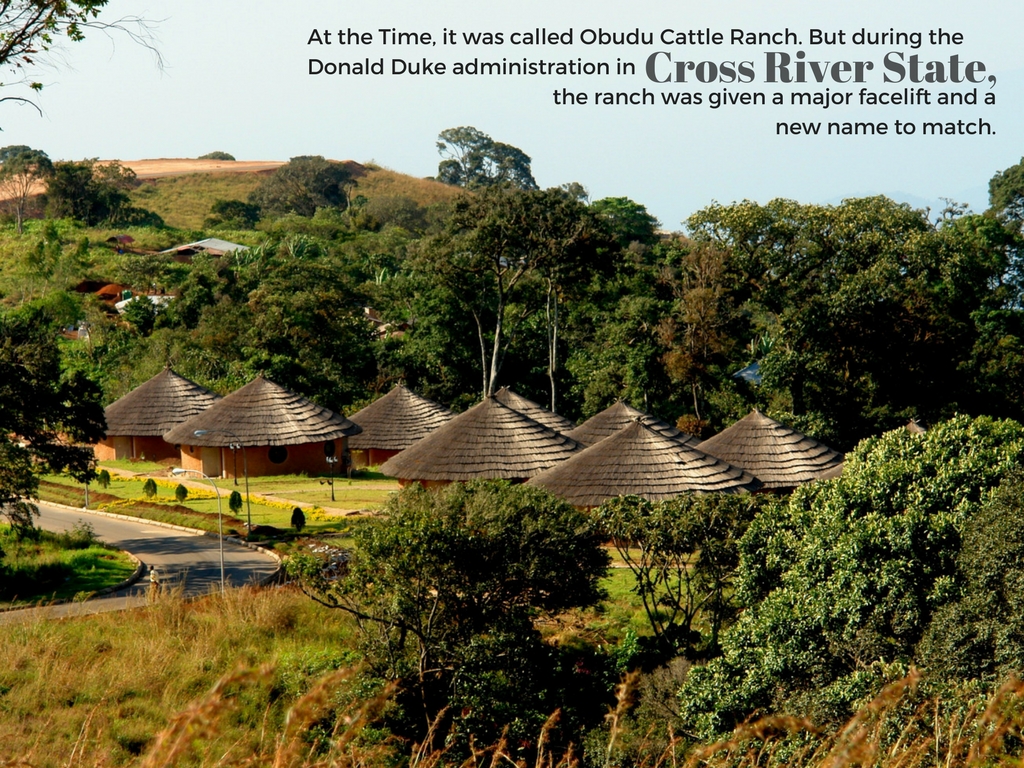 At the Time, it was called Obudu Cattle Ranch. But during the
Donald Duke administration in Cross River State,
the ranch was given a major facelift and a
new name to match.